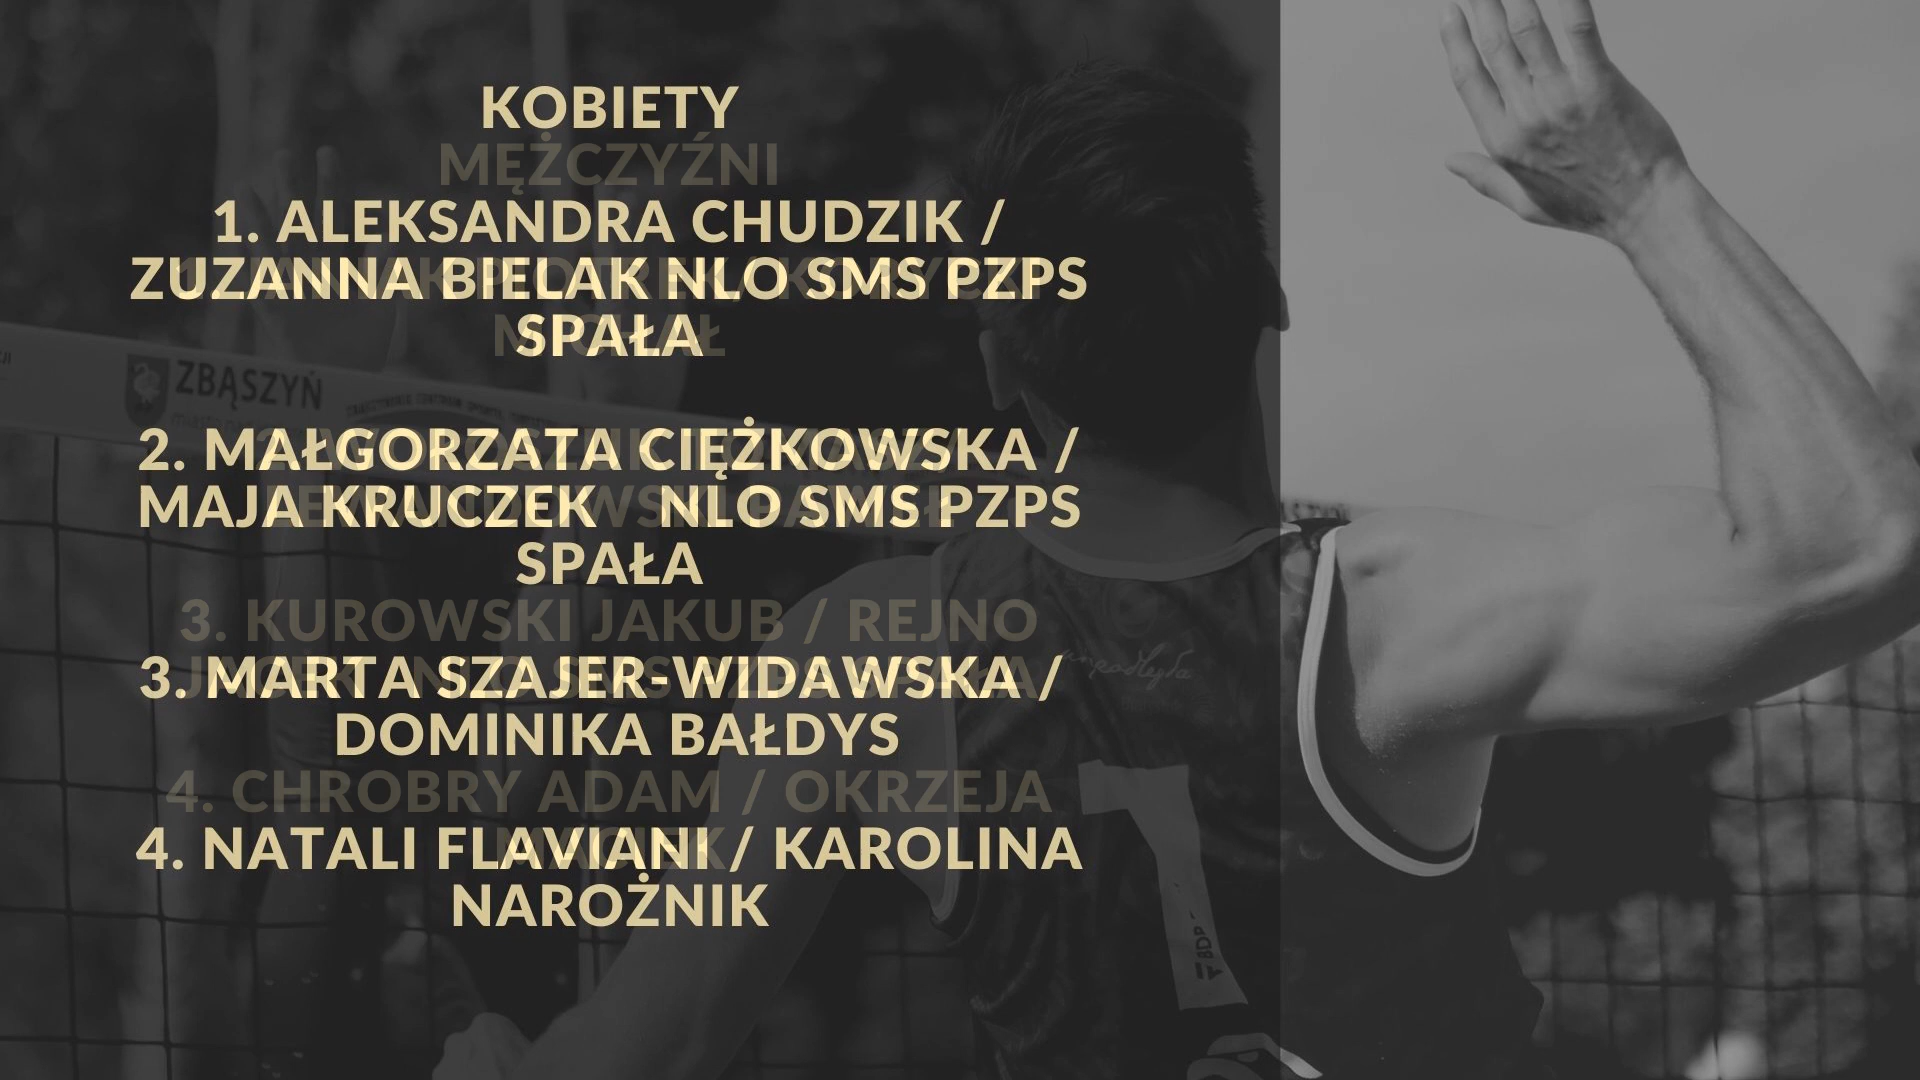 KOBIETY
MĘŻCZYŹNI
1. ALEKSANDRA CHUDZIK /
ZUZANNA BIELAK NLO SMS PZPS
SPAŁA
MICHAŁ
ZBĄSZYŃ
2. MAŁGORZATA CIĘŻKOWSKA /
MAJA KRUCZEK NLO SMS PZPS
SPAŁA
3. KUROWSKI JAKUB / REJNO
3. MARTA SZAJER-WIDAWSKA /
DOMINIKA BAŁDYS
4. CHROBRY ADAM / OKRZEJA
4. NATALI FLAVIANI / KAROLINA
NAROŻNIK
BDP